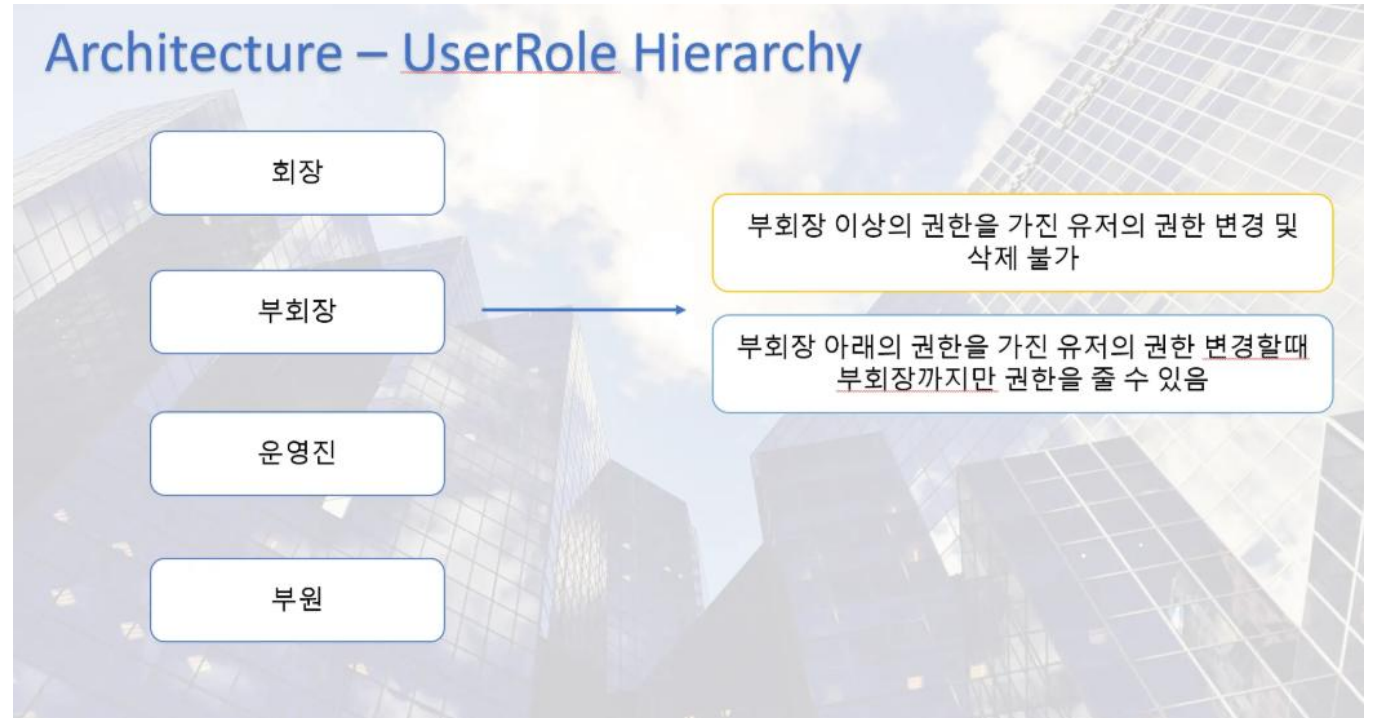 Architecture – UserRole Hierarchy
회장
부회장 이상의 권한을 가진 유저의 권한 변경 및
삭제 불가
부회장
부회장 아래의 권한을 가진 유저의 권한 변경할때
부회장까지만 권한을 줄 수 있음
운영진
부원